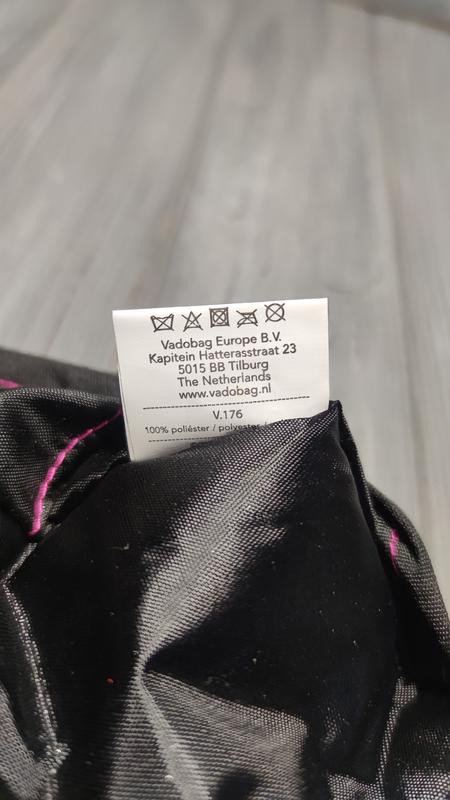 Vadobag Europe B.V.
Kapitein Hatterasstraat 23
5015 BB Tilburg
The Netherlands
www.vadobag.nl
V.176
100% poliéster / polyester /